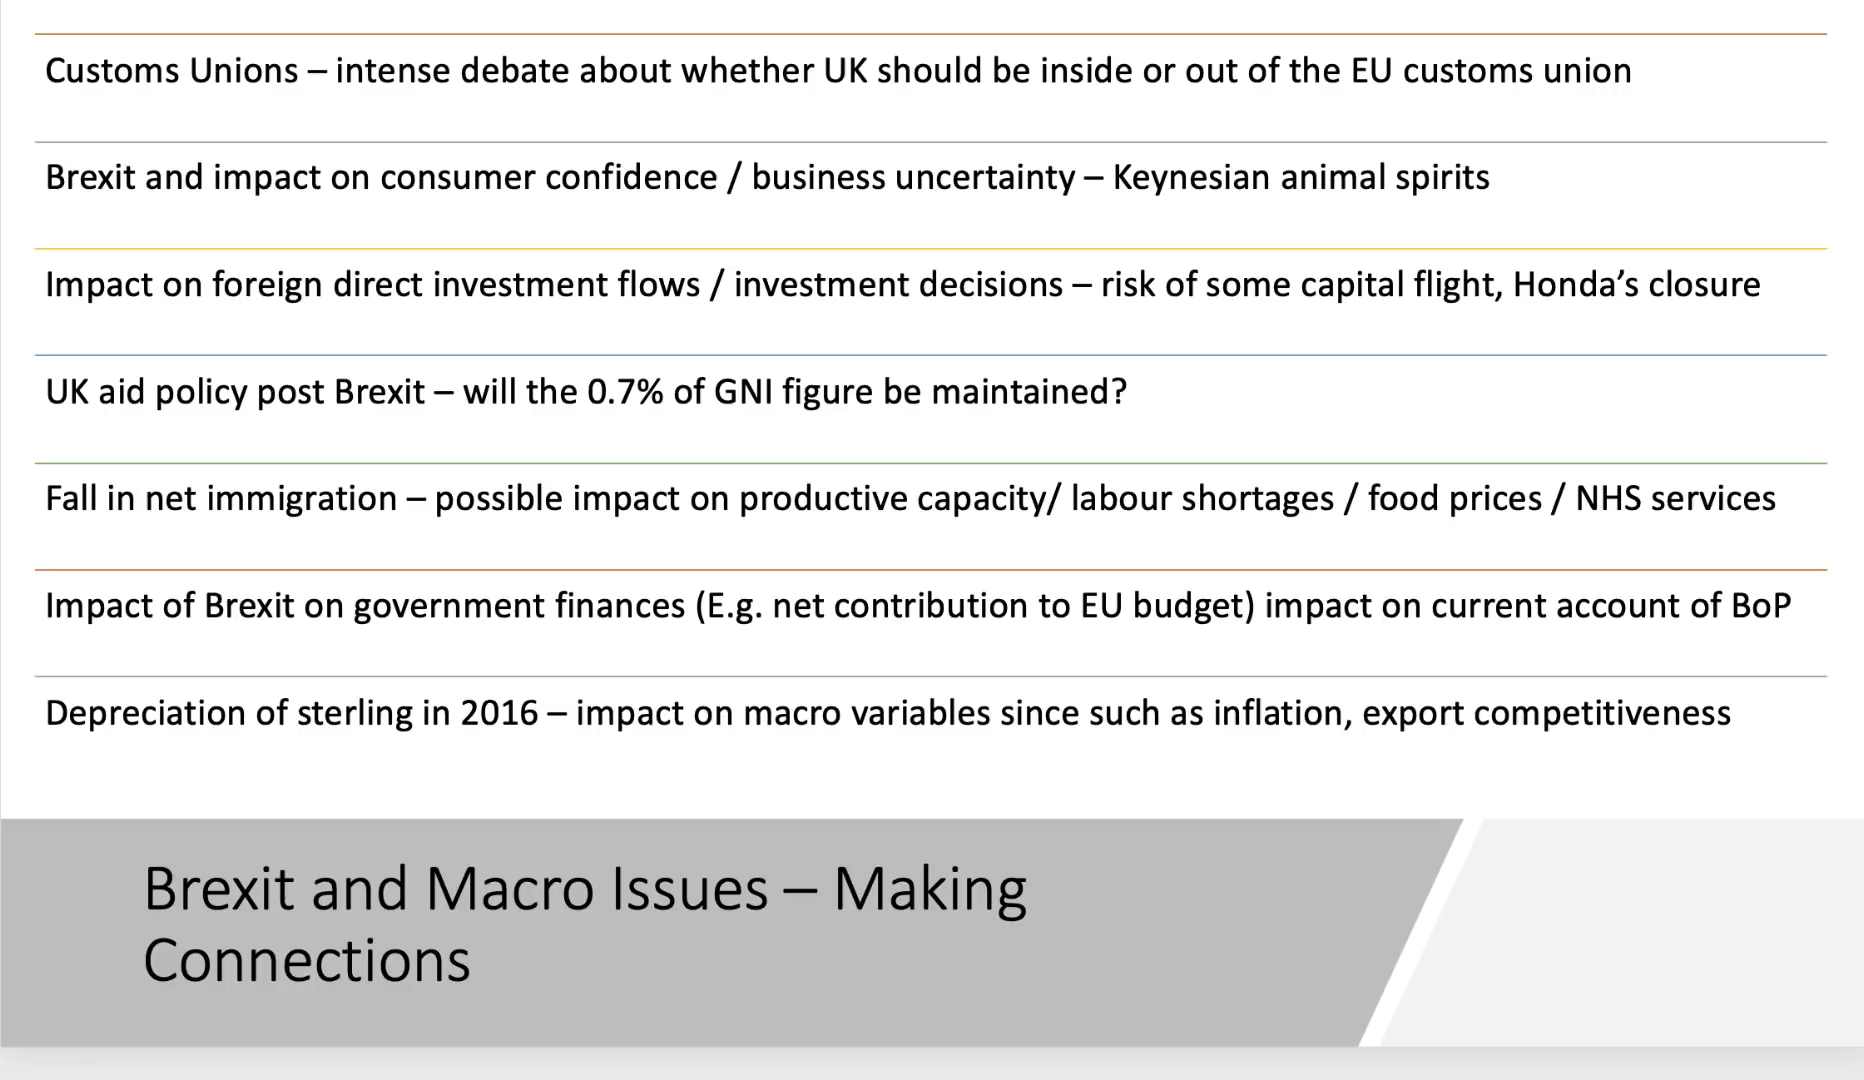 Customs Unions – intense debate about whether UK should be inside or out of the EU customs union
Brexit and impact on consumer confidence / business uncertainty – Keynesian animal spirits
Impact on foreign direct investment flows / investment decisions – risk of some capital flight, Honda’s closure
UK aid policy post Brexit – will the 0.7% of GNI figure be maintained?
Fall in net immigration – possible impact on productive capacity/ labour shortages / food prices / NHS services
Impact of Brexit on government finances (E.g. net contribution to EU budget) impact on current account of BoP
Depreciation of sterling in 2016 – impact on macro variables since such as inflation, export competitiveness
Brexit and Macro Issues – Making
Connections